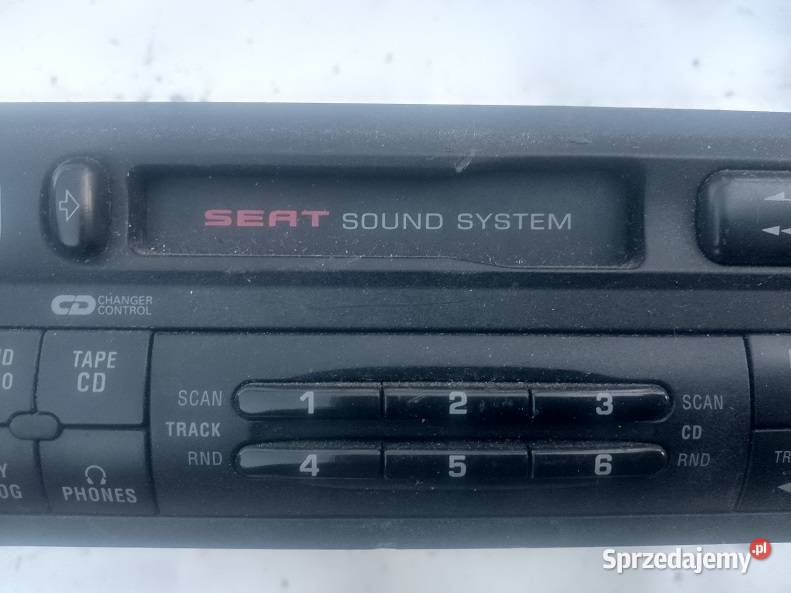 SEAT SOUND SYSTEM
CD CHANGER
CONTROL
TAPE
CD
SCAN 1 2 3 SCAN
TRACK CD
RND 4 5 6 RND
PHONES
TR
Sprzedajemy.pl